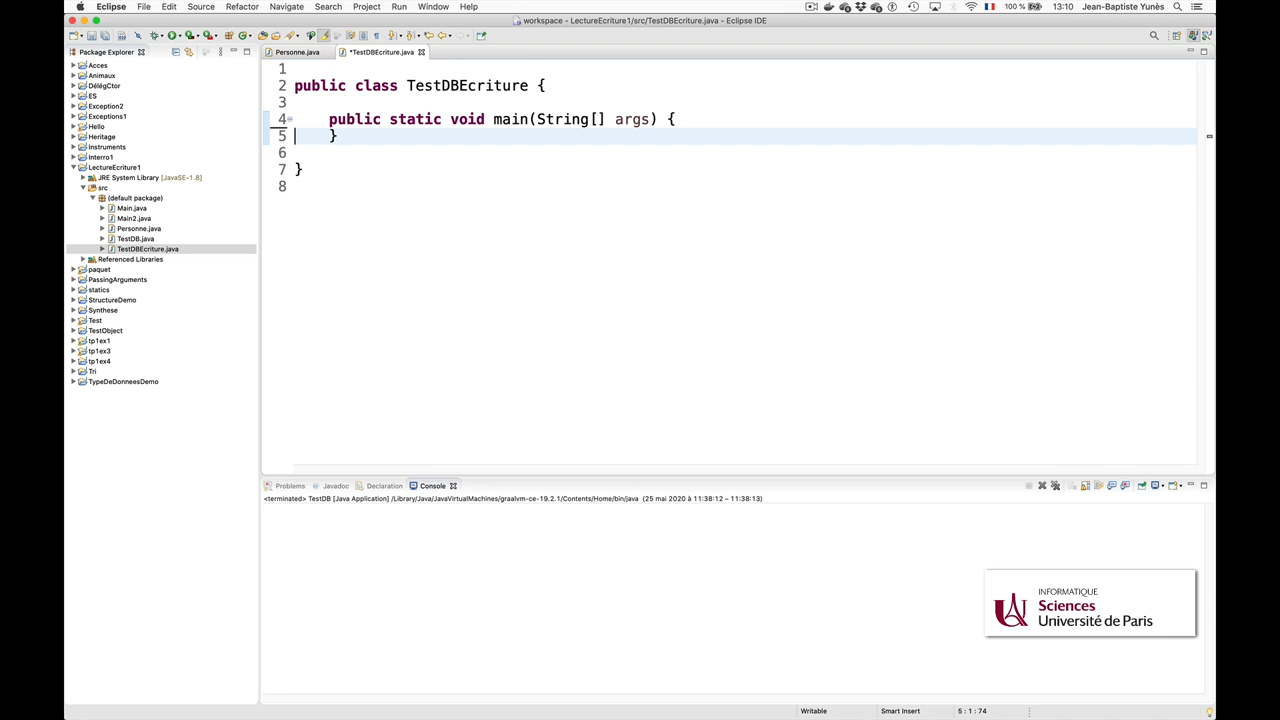 Eclipse File Edit Source Refactor Navigate Search Project Run Window Help 100 % 13:10 Jean-Baptiste Yunès
workspace - LectureEcriture1/src/TestDBEcriture.java - Eclipse IDE
Package Explorer
Acces
Animaux
DélégCtor
ES
Exception2
Exceptions1
Hello
Heritage
Instruments
Interro1
LectureEcriture1
JRE System Library [JavaSE-1.8]
src
(default package)
Main.java
Main2.java
Personne.java
TestDB.java
TestDBEcriture.java
Referenced Libraries
paquet
PassingArguments
statics
StructureDemo
Synthese
Test
TestObject
tp1ex1
tp1ex3
tp1ex4
Tri
TypeDeDonneesDemo
Personne.java *TestDBEcriture.java
1
2 public class TestDBEcriture {
3
4 public static void main(String[] args) {
5 }
6
7 }
8
Problems Javadoc Declaration Console
<terminated> TestDB [Java Application] /Library/Java/JavaVirtualMachines/graalvm-ce-19.2.1/Contents/Home/bin/java (25 mai 2020 à 11:38:12 – 11:38:13)
INFORMATIQUE
Sciences
Université de Paris
Writable Smart Insert 5 : 1 : 74